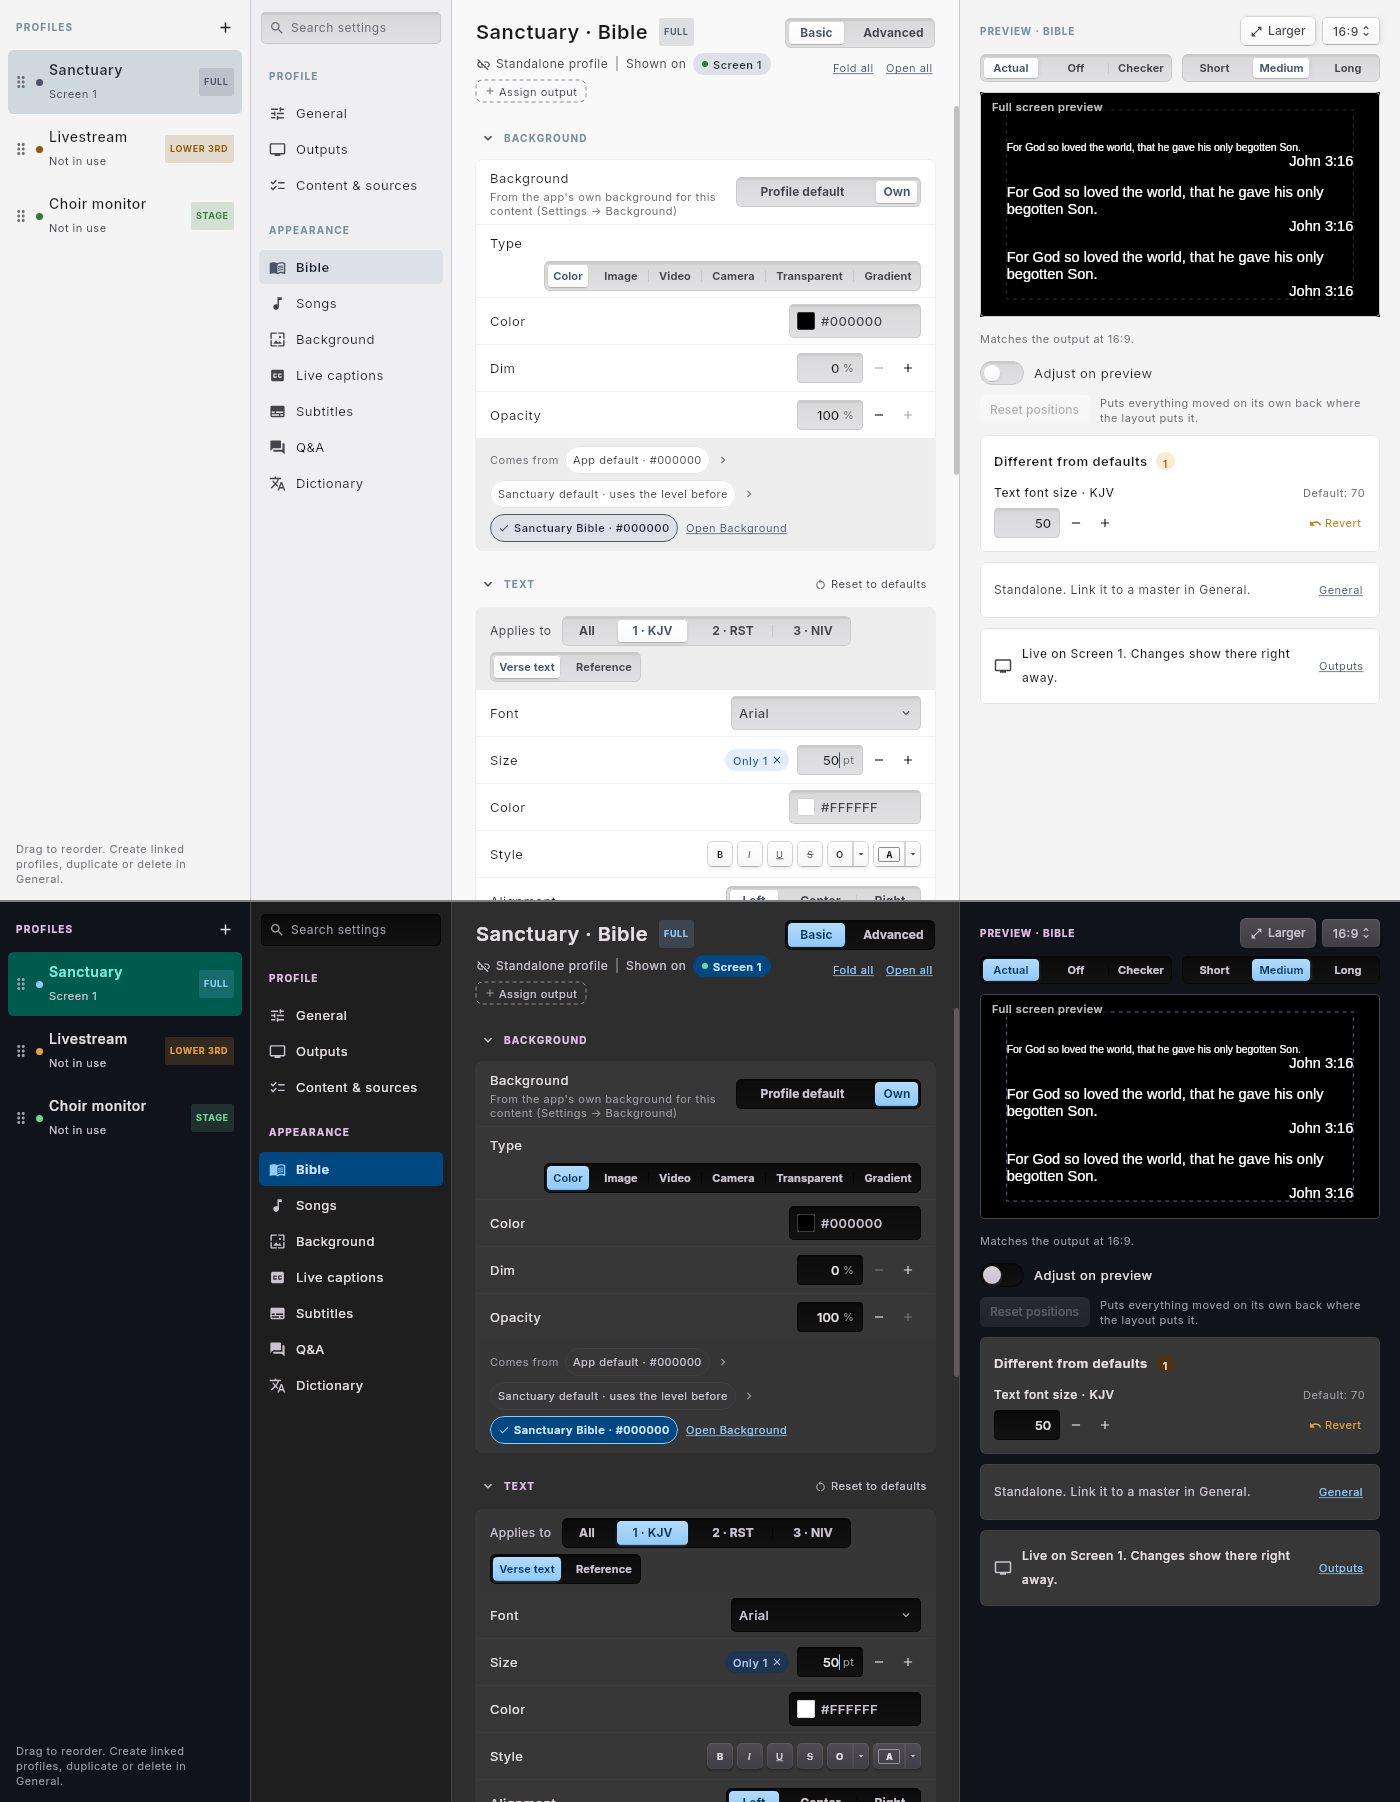 PROFILES
Sanctuary
Screen 1
FULL
Livestream
Not in use
LOWER 3RD
Choir monitor
Not in use
STAGE
Drag to reorder. Create linked
profiles, duplicate or delete in
General.
Search settings
PROFILE
General
Outputs
Content & sources
APPEARANCE
Bible
Songs
Background
Live captions
Subtitles
Q&A
Dictionary
Sanctuary · Bible FULL
Basic Advanced
Standalone profile | Shown on Screen 1
Fold all Open all
+ Assign output
BACKGROUND
Background
From the app's own background for this
content (Settings → Background)
Profile default Own
Type
Color Image Video Camera Transparent Gradient
Color #000000
Dim 0 % − +
Opacity 100 % − +
Comes from App default · #000000
Sanctuary default · uses the level before
Sanctuary Bible · #000000 Open Background
TEXT Reset to defaults
Applies to All 1 · KJV 2 · RST 3 · NIV
Verse text Reference
Font Arial
Size Only 1 × 50 pt − +
Color #FFFFFF
Style B I U S O A
Alignment Left Center Right
PREVIEW · BIBLE
Larger 16:9
Actual Off Checker Short Medium Long
Full screen preview
For God so loved the world, that he gave his only begotten Son.
John 3:16
For God so loved the world, that he gave his only
begotten Son.
John 3:16
For God so loved the world, that he gave his only
begotten Son.
John 3:16
Matches the output at 16:9.
Adjust on preview
Reset positions
Puts everything moved on its own back where
the layout puts it.
Different from defaults 1
Text font size · KJV Default: 70
50 − + Revert
Standalone. Link it to a master in General. General
Live on Screen 1. Changes show there right
away.
Outputs
PROFILES
Sanctuary
Screen 1
FULL
Livestream
Not in use
LOWER 3RD
Choir monitor
Not in use
STAGE
Drag to reorder. Create linked
profiles, duplicate or delete in
General.
Search settings
PROFILE
General
Outputs
Content & sources
APPEARANCE
Bible
Songs
Background
Live captions
Subtitles
Q&A
Dictionary
Sanctuary · Bible FULL
Basic Advanced
Standalone profile | Shown on Screen 1
Fold all Open all
+ Assign output
BACKGROUND
Background
From the app's own background for this
content (Settings → Background)
Profile default Own
Type
Color Image Video Camera Transparent Gradient
Color #000000
Dim 0 % − +
Opacity 100 % − +
Comes from App default · #000000
Sanctuary default · uses the level before
Sanctuary Bible · #000000 Open Background
TEXT Reset to defaults
Applies to All 1 · KJV 2 · RST 3 · NIV
Verse text Reference
Font Arial
Size Only 1 × 50 pt − +
Color #FFFFFF
Style B I U S O A
Alignment Left Center Right
PREVIEW · BIBLE
Larger 16:9
Actual Off Checker Short Medium Long
Full screen preview
For God so loved the world, that he gave his only begotten Son.
John 3:16
For God so loved the world, that he gave his only
begotten Son.
John 3:16
For God so loved the world, that he gave his only
begotten Son.
John 3:16
Matches the output at 16:9.
Adjust on preview
Reset positions
Puts everything moved on its own back where
the layout puts it.
Different from defaults 1
Text font size · KJV Default: 70
50 − + Revert
Standalone. Link it to a master in General. General
Live on Screen 1. Changes show there right
away.
Outputs